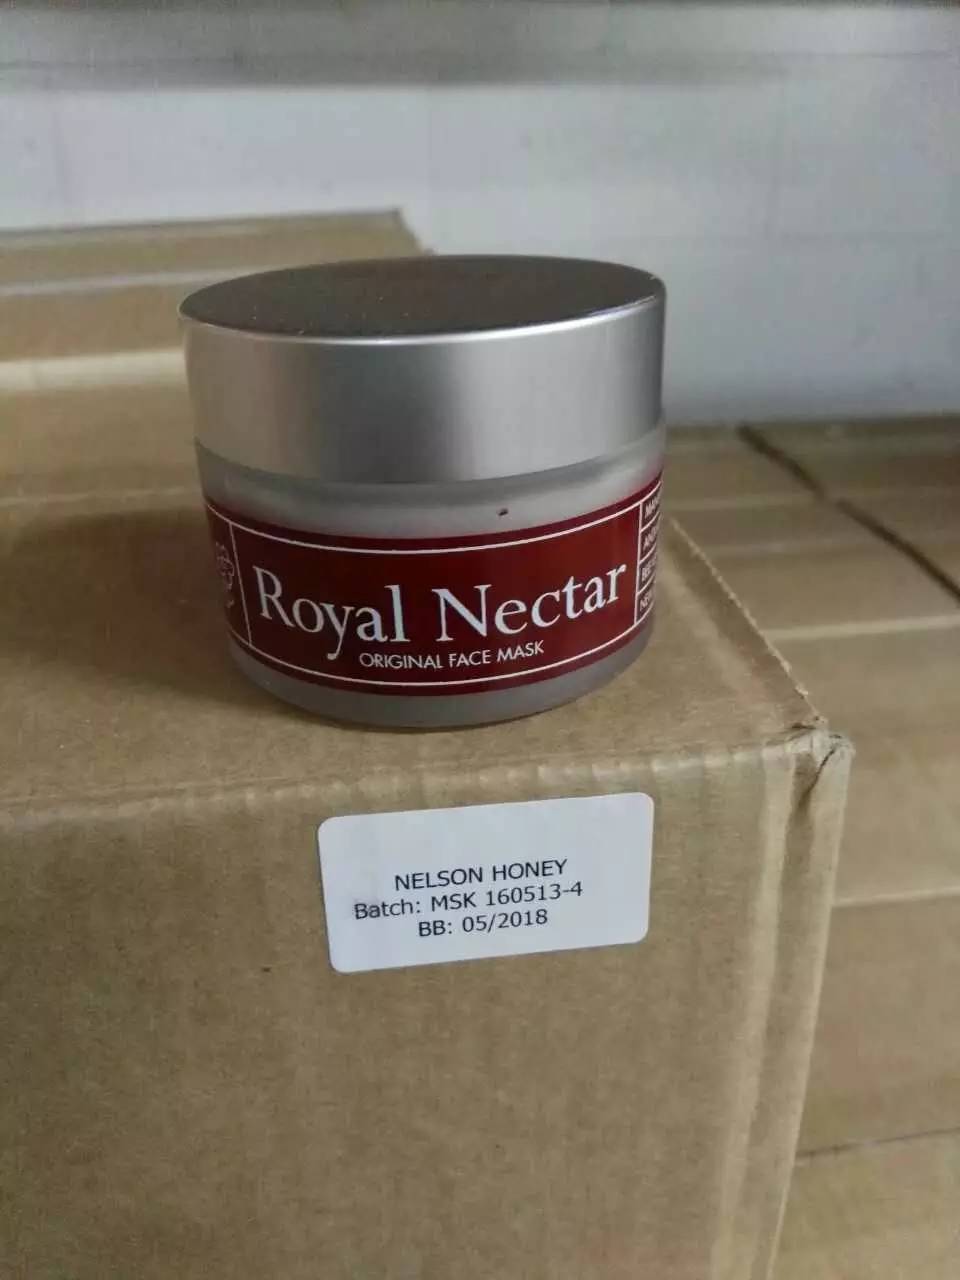 Royal Nectar
ORIGINAL FACE MASK
NELSON HONEY
Batch: MSK 160513-4
BB: 05/2018